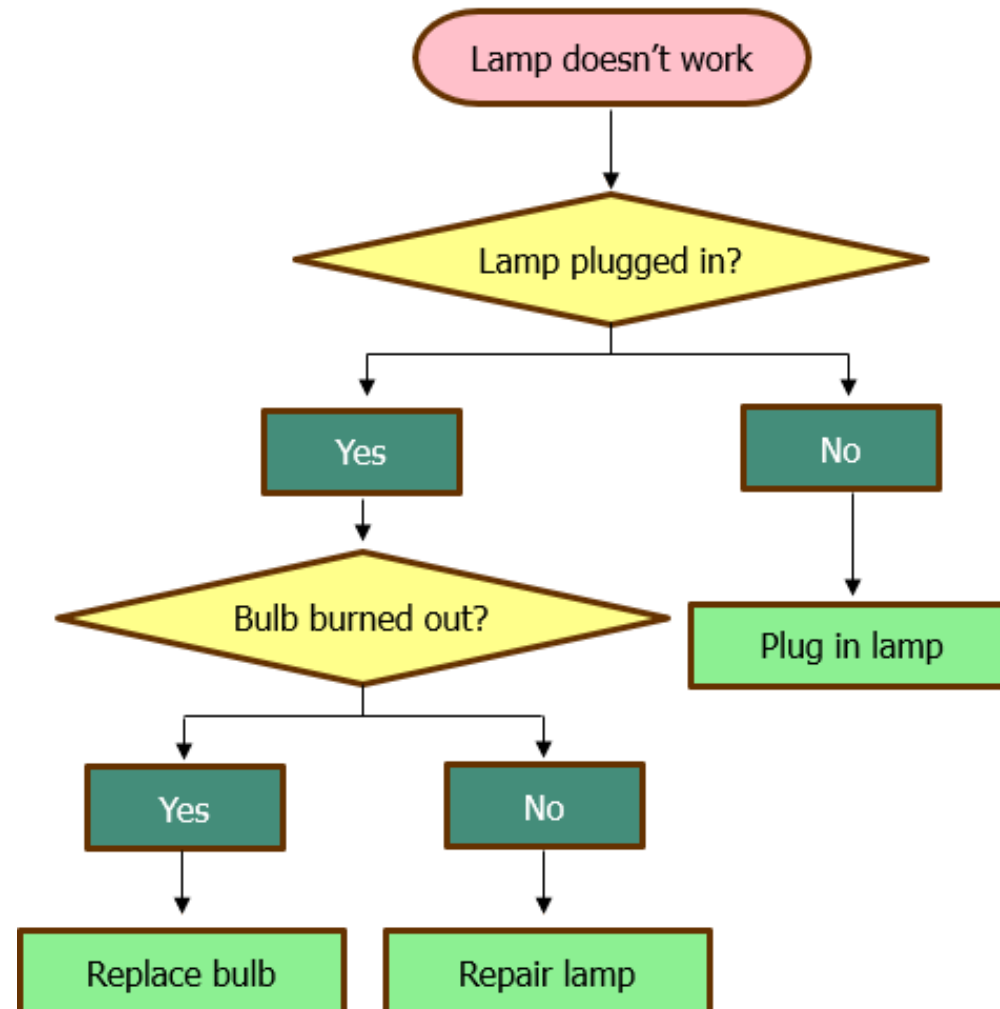 Lamp doesn’t work
Lamp plugged in?
Yes
No
Bulb burned out?
Plug in lamp
Yes
No
Replace bulb
Repair lamp